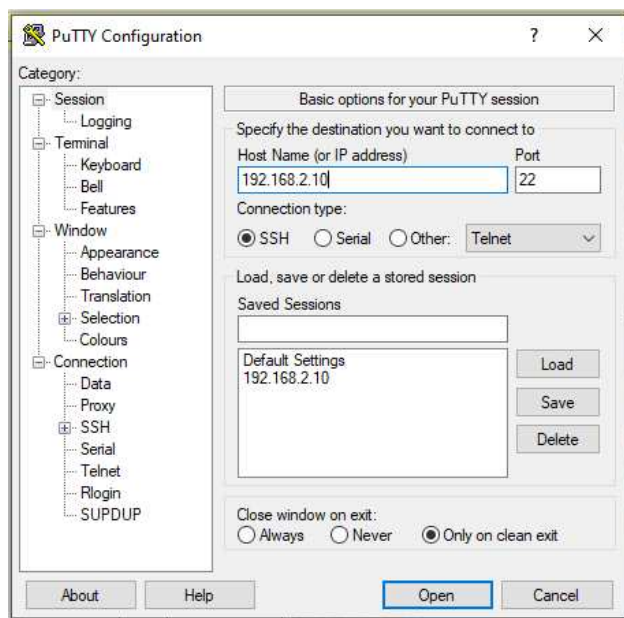 PuTTY Configuration
?
Category:
Session
Logging
Terminal
Keyboard
Bell
Features
Window
Appearance
Behaviour
Translation
Selection
Colours
Connection
Data
Proxy
SSH
Serial
Telnet
Rlogin
SUPDUP
Basic options for your PuTTY session
Specify the destination you want to connect to
Host Name (or IP address) Port
192.168.2.10 22
Connection type:
SSH Serial Other: Telnet
Load, save or delete a stored session
Saved Sessions
Default Settings
192.168.2.10
Load
Save
Delete
Close window on exit:
Always Never Only on clean exit
About Help Open Cancel